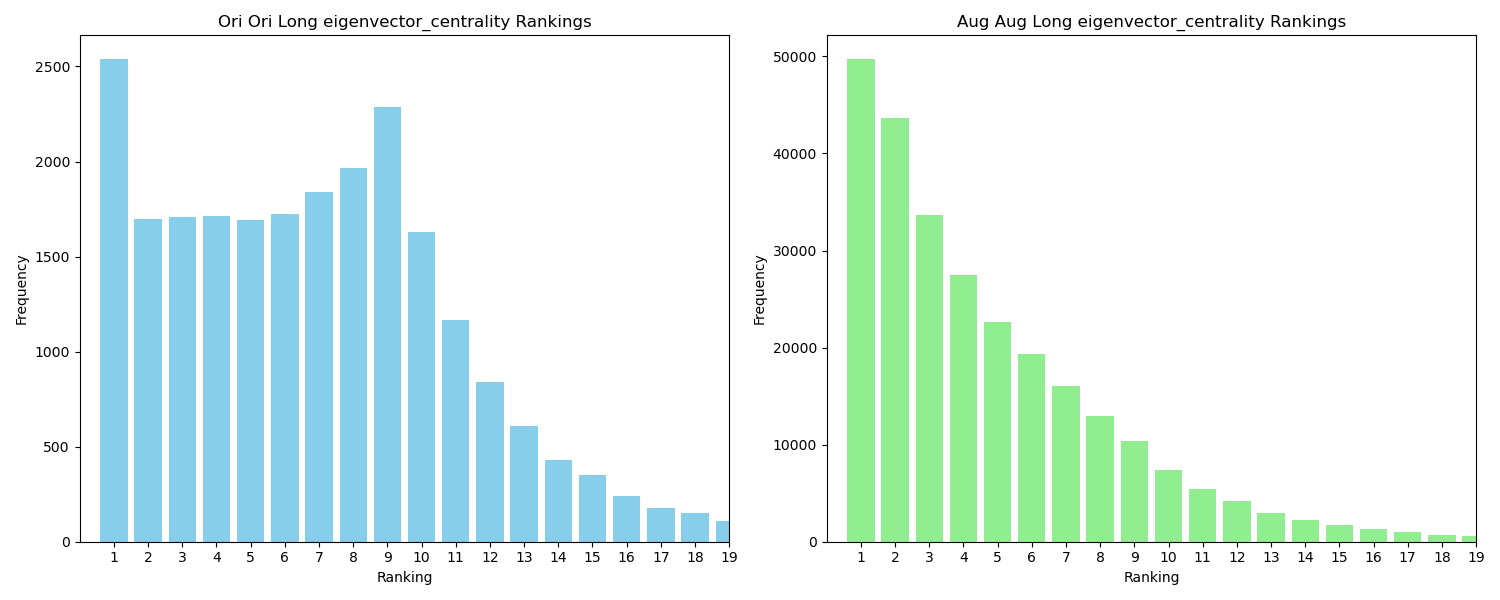 Ori Ori Long eigenvector_centrality Rankings
Frequency
2500
2000
1500
1000
500
0
1 2 3 4 5 6 7 8 9 10 11 12 13 14 15 16 17 18 19
Ranking
Aug Aug Long eigenvector_centrality Rankings
Frequency
50000
40000
30000
20000
10000
0
1 2 3 4 5 6 7 8 9 10 11 12 13 14 15 16 17 18 19
Ranking